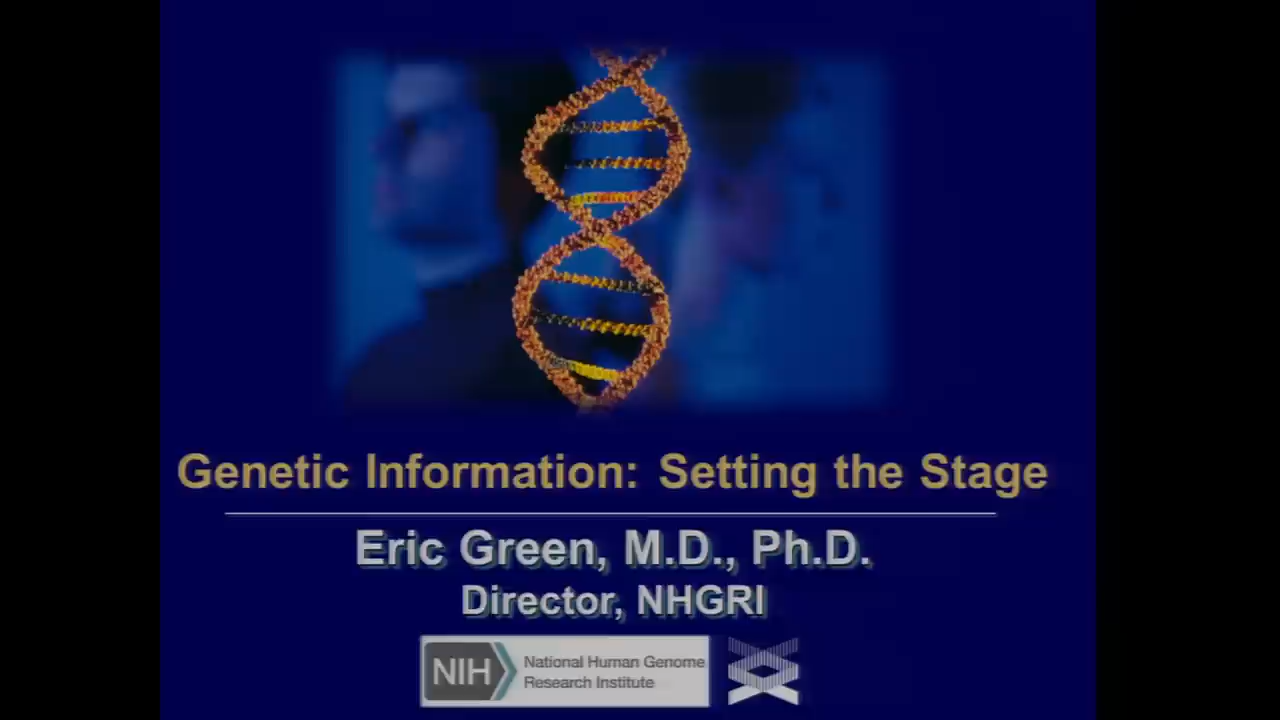 Genetic Information: Setting the Stage
Eric Green, M.D., Ph.D.
Director, NHGRI
NIH
National Human Genome
Research Institute